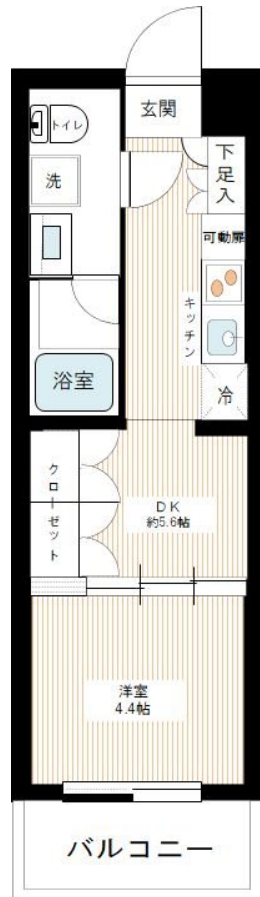 玄関
トイレ
下足入
洗
可動扉
キッチン
浴室
冷
クローゼット
DK
約5.6帖
洋室
4.4帖
バルコニー